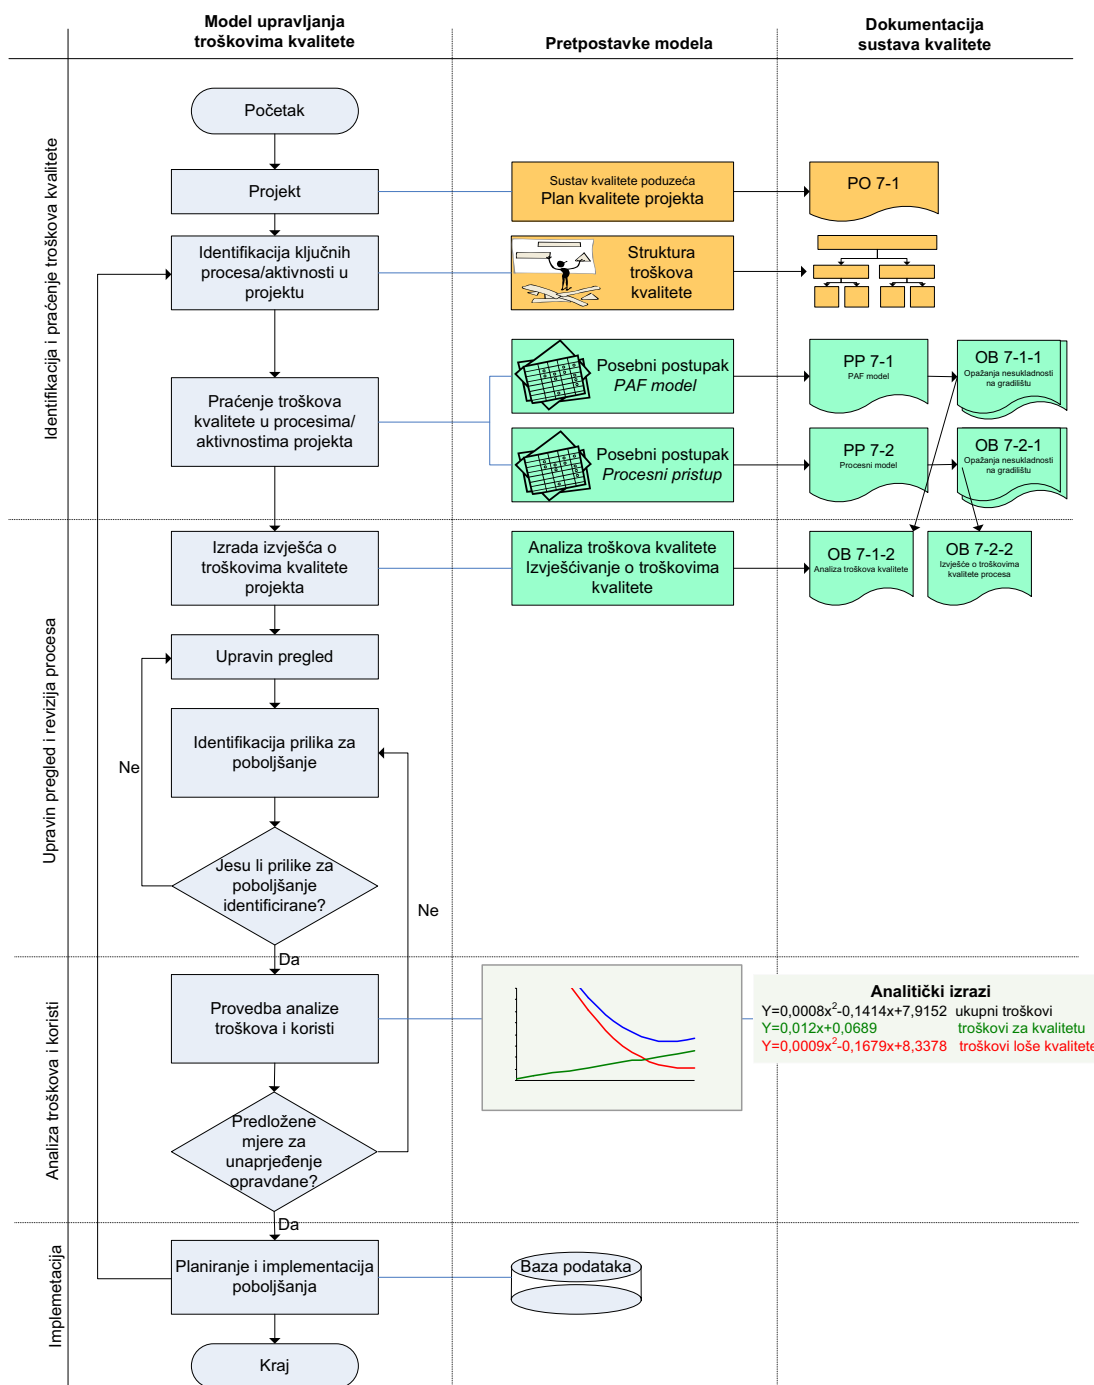 Model upravljanja
troškovima kvalitete
Pretpostavke modela
Dokumentacija
sustava kvalitete
Identifikacija i praćenje troškova kvalitete
Početak
Projekt
Sustav kvalitete poduzeća
Plan kvalitete projekta
PO 7-1
Identifikacija ključnih
procesa/aktivnosti u
projektu
Struktura
troškova
kvalitete
Praćenje troškova
kvalitete u procesima/
aktivnostima projekta
Posebni postupak
PAF model
PP 7-1
PAF model
OB 7-1-1
Opažanja nesukladnosti
na gradilištu
Posebni postupak
Procesni pristup
PP 7-2
Procesni model
OB 7-2-1
Opažanja nesukladnosti
na gradilištu
Upravin pregled i revizija procesa
Izrada izvješća o
troškovima kvalitete
projekta
Analiza troškova kvalitete
Izvješćivanje o troškovima
kvalitete
OB 7-1-2
Analiza troškova kvalitete
OB 7-2-2
Izvješće o troškovima
kvalitete procesa
Upravin pregled
Identifikacija prilika za
poboljšanje
Ne
Jesu li prilike za
poboljšanje
identificirane?
Ne
Da
Analiza troškova i koristi
Provedba analize
troškova i koristi
Analitički izrazi
Y=0,0008x²-0,1414x+7,9152 ukupni troškovi
Y=0,012x+0,0689 troškovi za kvalitetu
Y=0,0009x²-0,1679x+8,3378 troškovi loše kvalitete
Predložene
mjere za
unaprjeđenje
opravdane?
Da
Implemetacija
Planiranje i implementacija
poboljšanja
Baza podataka
Kraj